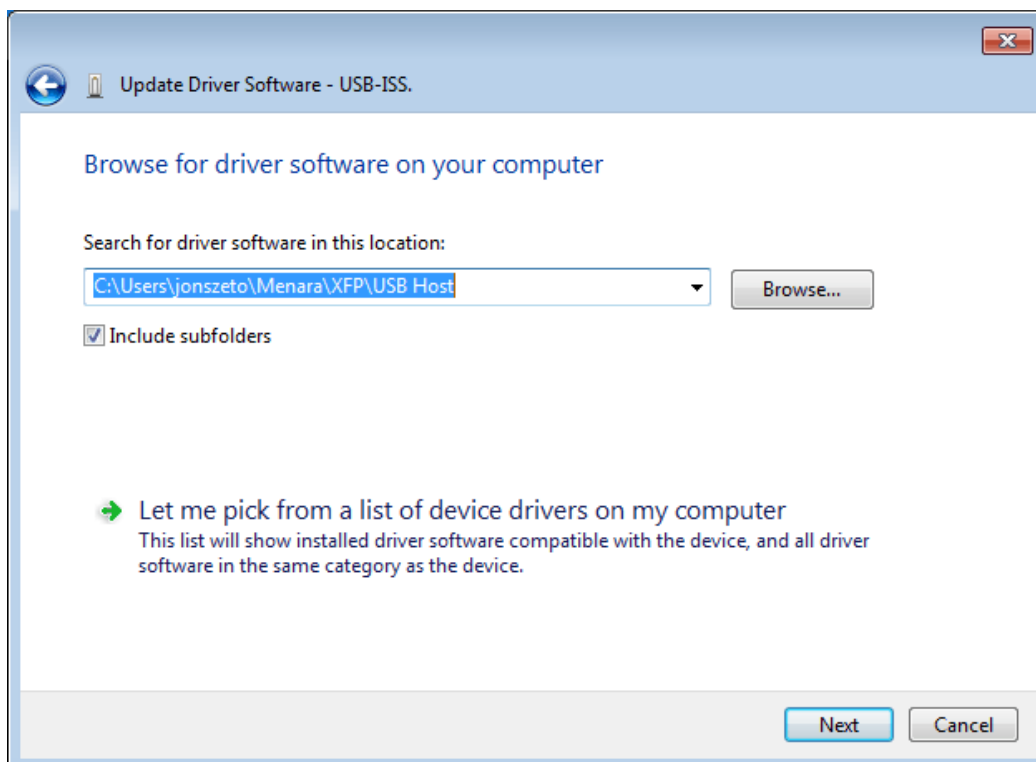 Update Driver Software - USB-ISS.
Browse for driver software on your computer
Search for driver software in this location:
C:\Users\jonszeto\Menara\XFP\USB Host
Browse...
Include subfolders
Let me pick from a list of device drivers on my computer
This list will show installed driver software compatible with the device, and all driver
software in the same category as the device.
Next
Cancel